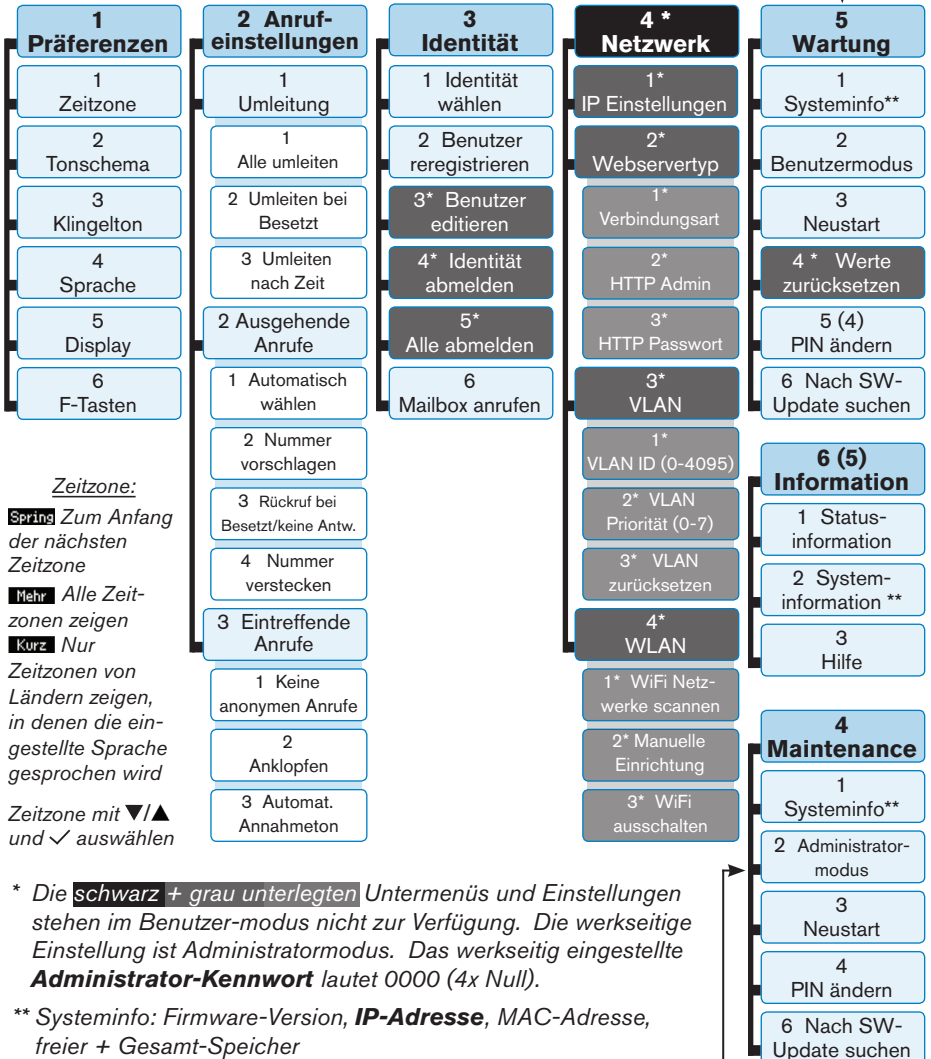 1
Präferenzen
1
Zeitzone
2
Tonschema
3
Klingelton
4
Sprache
5
Display
6
F-Tasten
Zeitzone:
Spring Zum Anfang
der nächsten
Zeitzone
Mehr Alle Zeit-
zonen zeigen
Kurz Nur
Zeitzonen von
Ländern zeigen,
in denen die ein-
gestellte Sprache
gesprochen wird
Zeitzone mit ▼/▲
und ✓ auswählen
2 Anruf-
einstellungen
1
Umleitung
1
Alle umleiten
2 Umleiten bei
Besetzt
3 Umleiten
nach Zeit
2 Ausgehende
Anrufe
1 Automatisch
wählen
2 Nummer
vorschlagen
3 Rückruf bei
Besetzt/keine Antw.
4 Nummer
verstecken
3 Eintreffende
Anrufe
1 Keine
anonymen Anrufe
2
Anklopfen
3 Automat.
Annahmeton
3
Identität
1 Identität
wählen
2 Benutzer
reregistrieren
3* Benutzer
editieren
4* Identität
abmelden
5*
Alle abmelden
6
Mailbox anrufen
4 *
Netzwerk
1*
IP Einstellungen
2*
Webservertyp
1*
Verbindungsart
2*
HTTP Admin
3*
HTTP Passwort
3*
VLAN
1*
VLAN ID (0-4095)
2* VLAN
Priorität (0-7)
3* VLAN
zurücksetzen
4*
WLAN
1* WiFi Netz-
werke scannen
2* Manuelle
Einrichtung
3* WiFi
ausschalten
5
Wartung
1
Systeminfo**
2
Benutzermodus
3
Neustart
4 * Werte
zurücksetzen
5 (4)
PIN ändern
6 Nach SW-
Update suchen
6 (5)
Information
1 Status-
information
2 System-
information **
3
Hilfe
4
Maintenance
1
Systeminfo**
2 Administrator-
modus
3
Neustart
4
PIN ändern
6 Nach SW-
Update suchen
* Die schwarz + grau unterlegten Untermenüs und Einstellungen
stehen im Benutzer-modus nicht zur Verfügung. Die werkseitige
Einstellung ist Administratormodus. Das werkseitig eingestellte
Administrator-Kennwort lautet 0000 (4x Null).
** Systeminfo: Firmware-Version, IP-Adresse, MAC-Adresse,
freier + Gesamt-Speicher